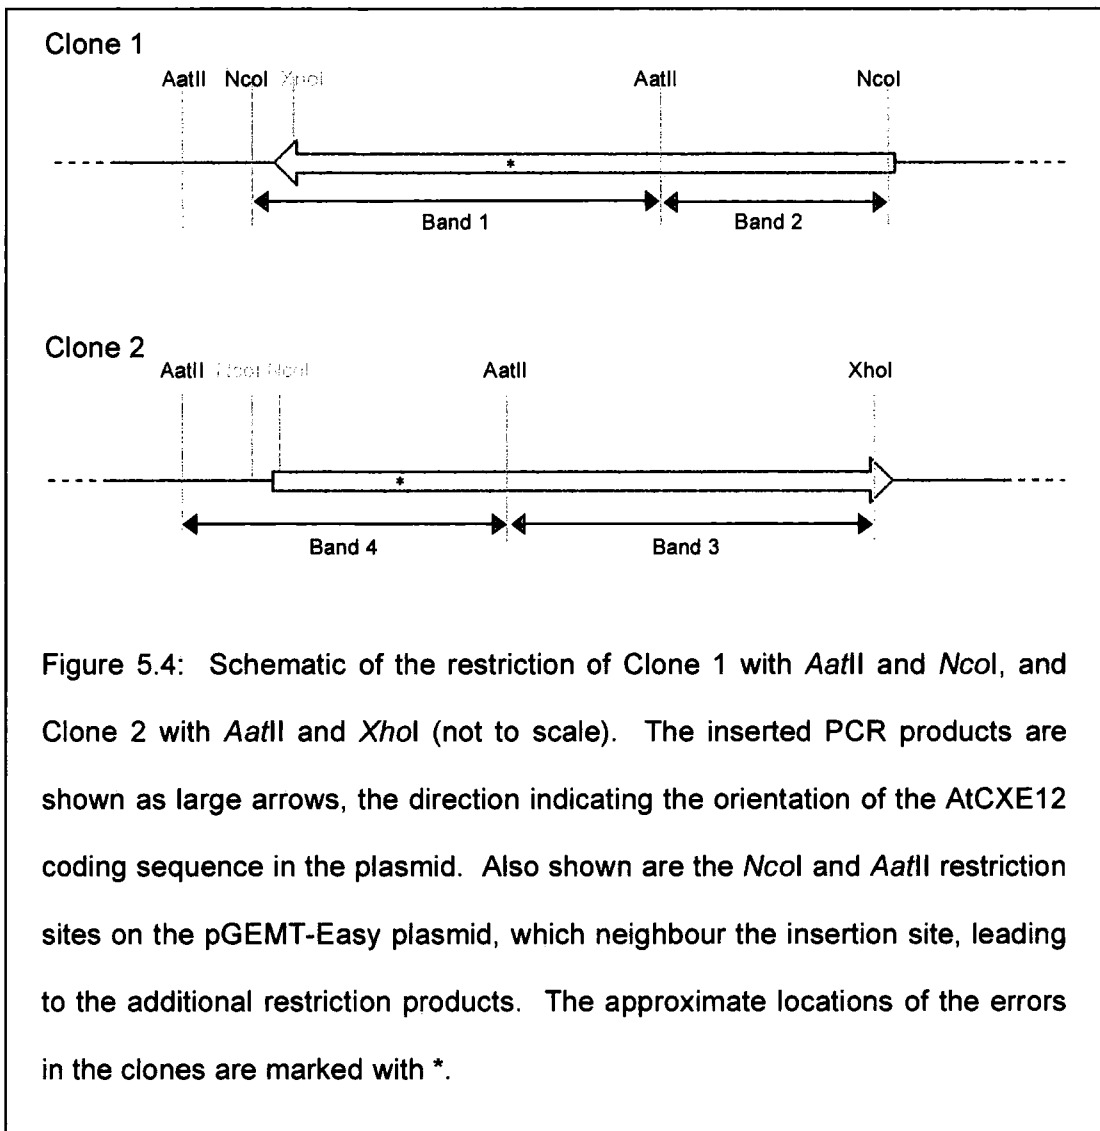 Clone 1
AatII NcoI XhoI AatII NcoI
*
Band 1 Band 2
Clone 2
AatII NcoI NcoI AatII XhoI
*
Band 4 Band 3
Figure 5.4: Schematic of the restriction of Clone 1 with AatII and NcoI, and
Clone 2 with AatII and XhoI (not to scale). The inserted PCR products are
shown as large arrows, the direction indicating the orientation of the AtCXE12
coding sequence in the plasmid. Also shown are the NcoI and AatII restriction
sites on the pGEMT-Easy plasmid, which neighbour the insertion site, leading
to the additional restriction products. The approximate locations of the errors
in the clones are marked with *.